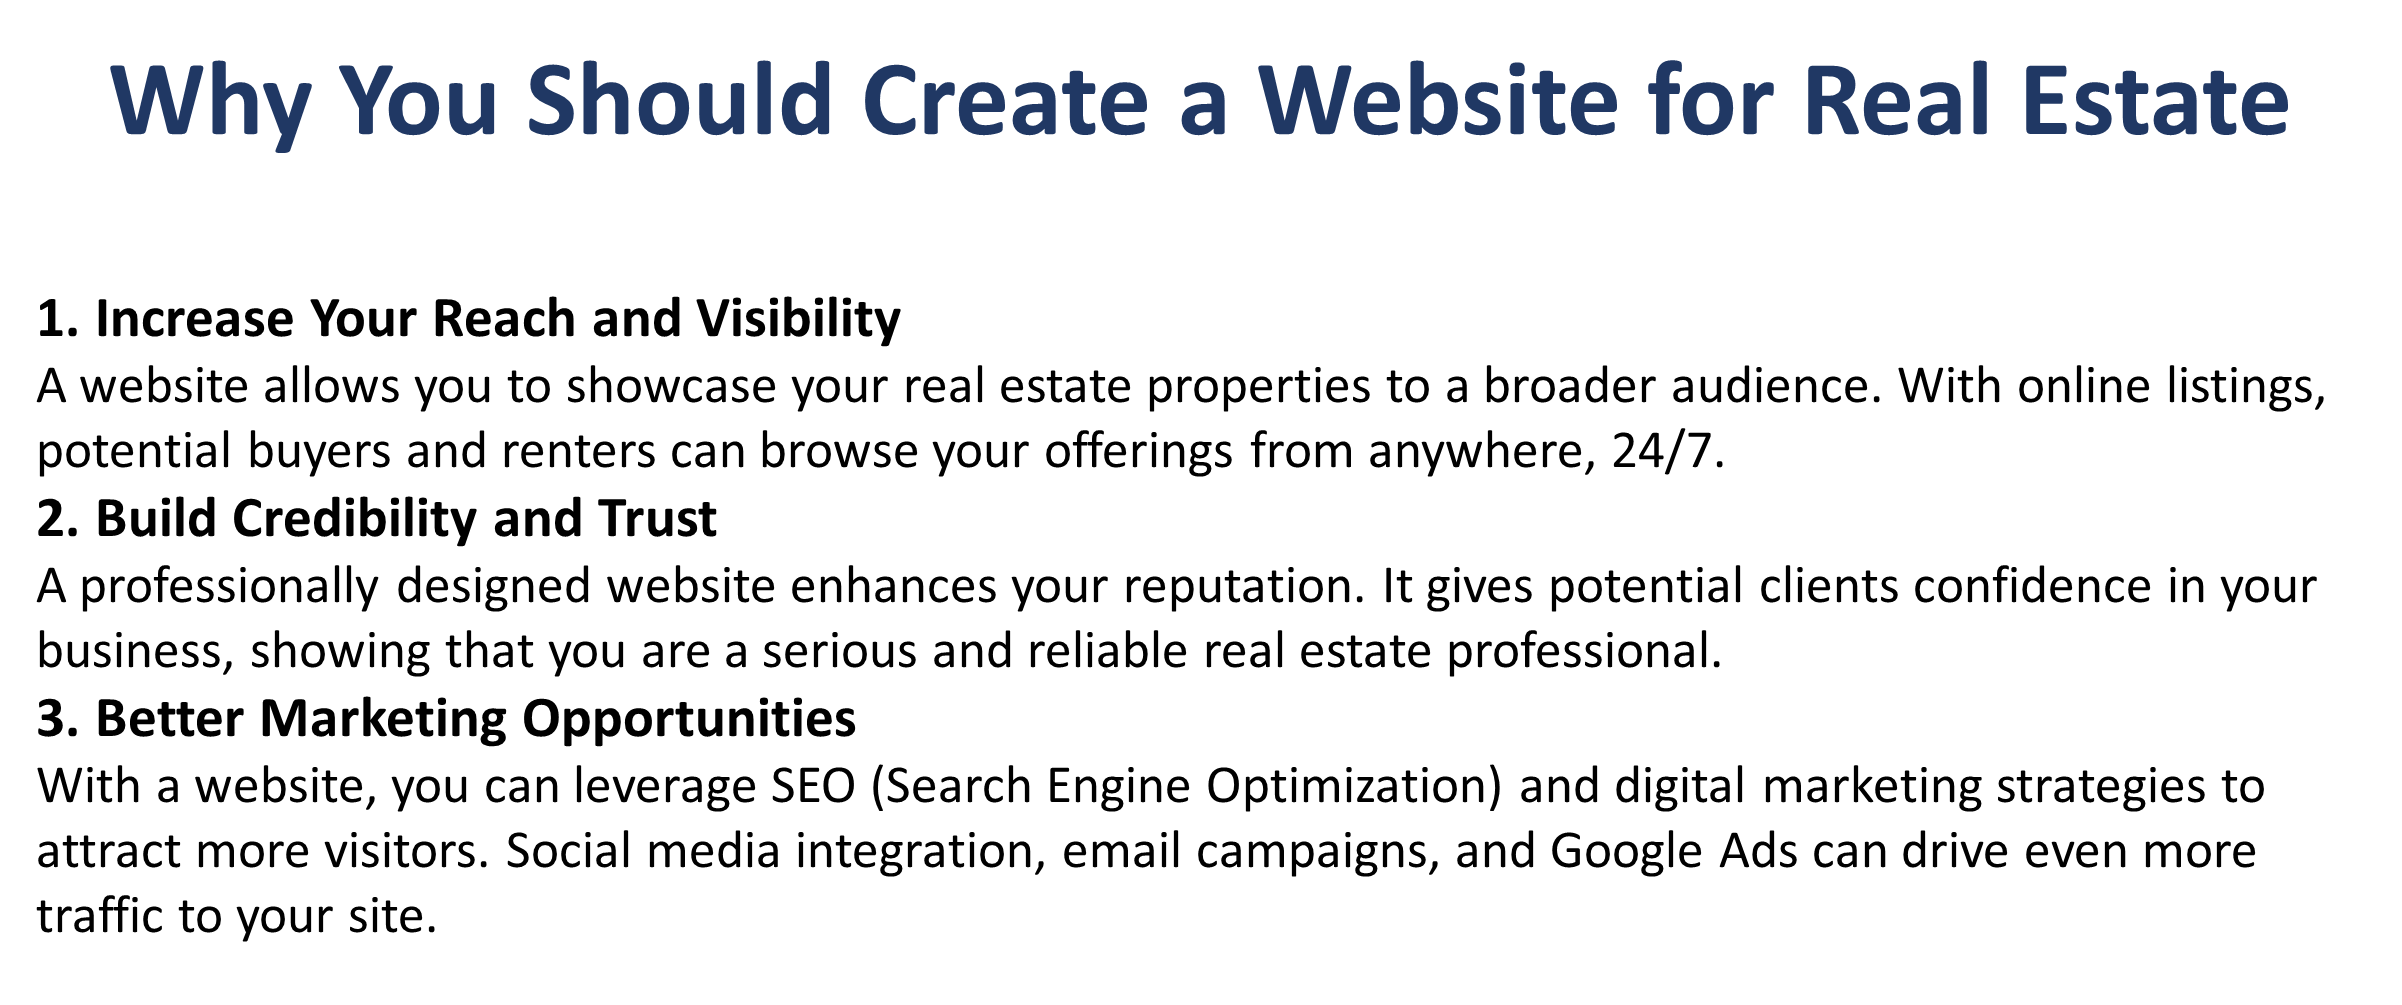 Why You Should Create a Website for Real Estate
1. Increase Your Reach and Visibility
A website allows you to showcase your real estate properties to a broader audience. With online listings,
potential buyers and renters can browse your offerings from anywhere, 24/7.
2. Build Credibility and Trust
A professionally designed website enhances your reputation. It gives potential clients confidence in your
business, showing that you are a serious and reliable real estate professional.
3. Better Marketing Opportunities
With a website, you can leverage SEO (Search Engine Optimization) and digital marketing strategies to
attract more visitors. Social media integration, email campaigns, and Google Ads can drive even more
traffic to your site.